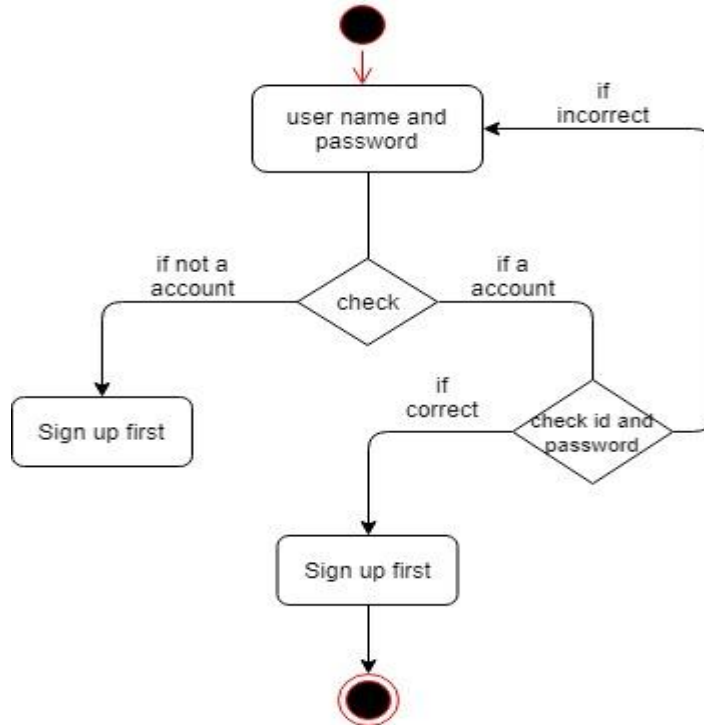 user name and
password
if
incorrect
if not a
account
check
if a
account
Sign up first
if
correct
check id and
password
Sign up first